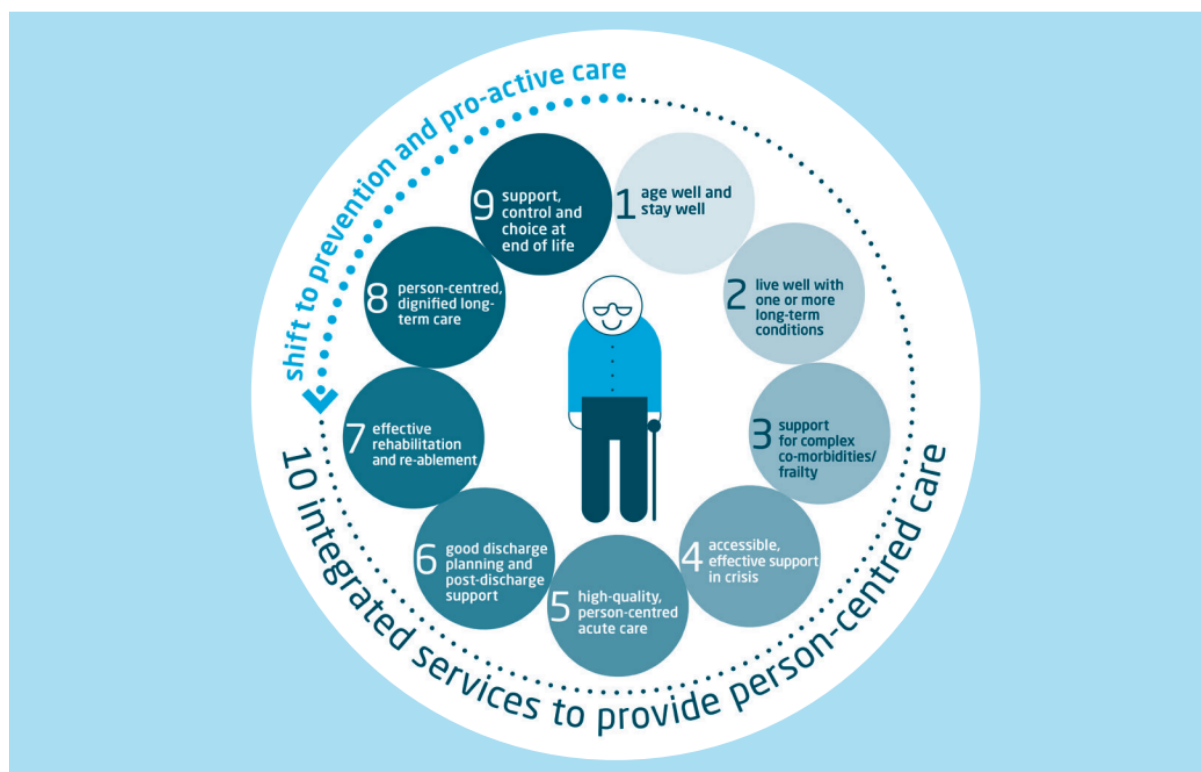 shift to prevention and pro-active care
1 age well and
stay well
2 live well with
one or more
long-term
conditions
3 support
for complex
co-morbidities/
frailty
4 accessible,
effective support
in crisis
5 high-quality,
person-centred
acute care
6 good discharge
planning and
post-discharge
support
7 effective
rehabilitation
and re-ablement
8 person-centred,
dignified long-
term care
9 support,
control and
choice at
end of life
10 integrated services to provide person-centred care